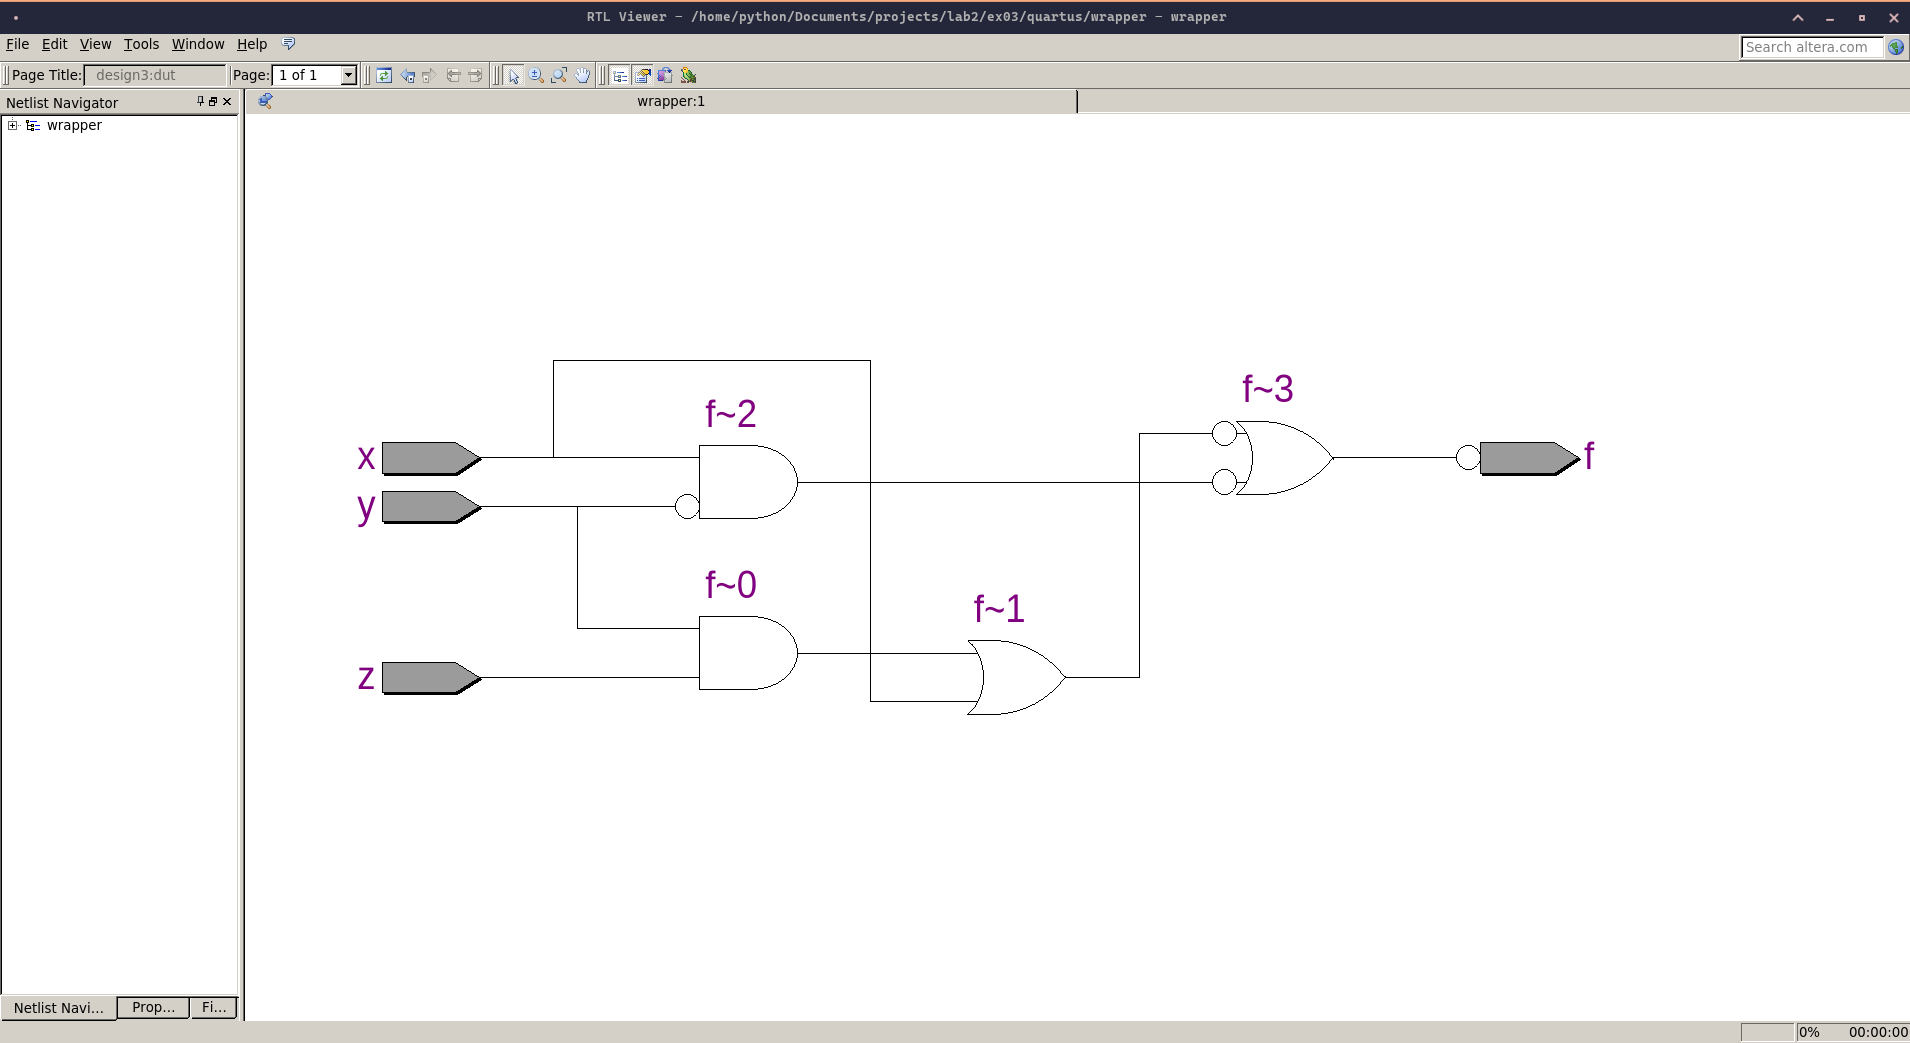 RTL Viewer - /home/python/Documents/projects/lab2/ex03/quartus/wrapper - wrapper
File Edit View Tools Window Help
Search altera.com
Page Title: design3:dut Page: 1 of 1
Netlist Navigator
wrapper:1
wrapper
f~3
f~2
x
f
y
f~0
f~1
z
Netlist Navi... Prop... Fi...
0% 00:00:00